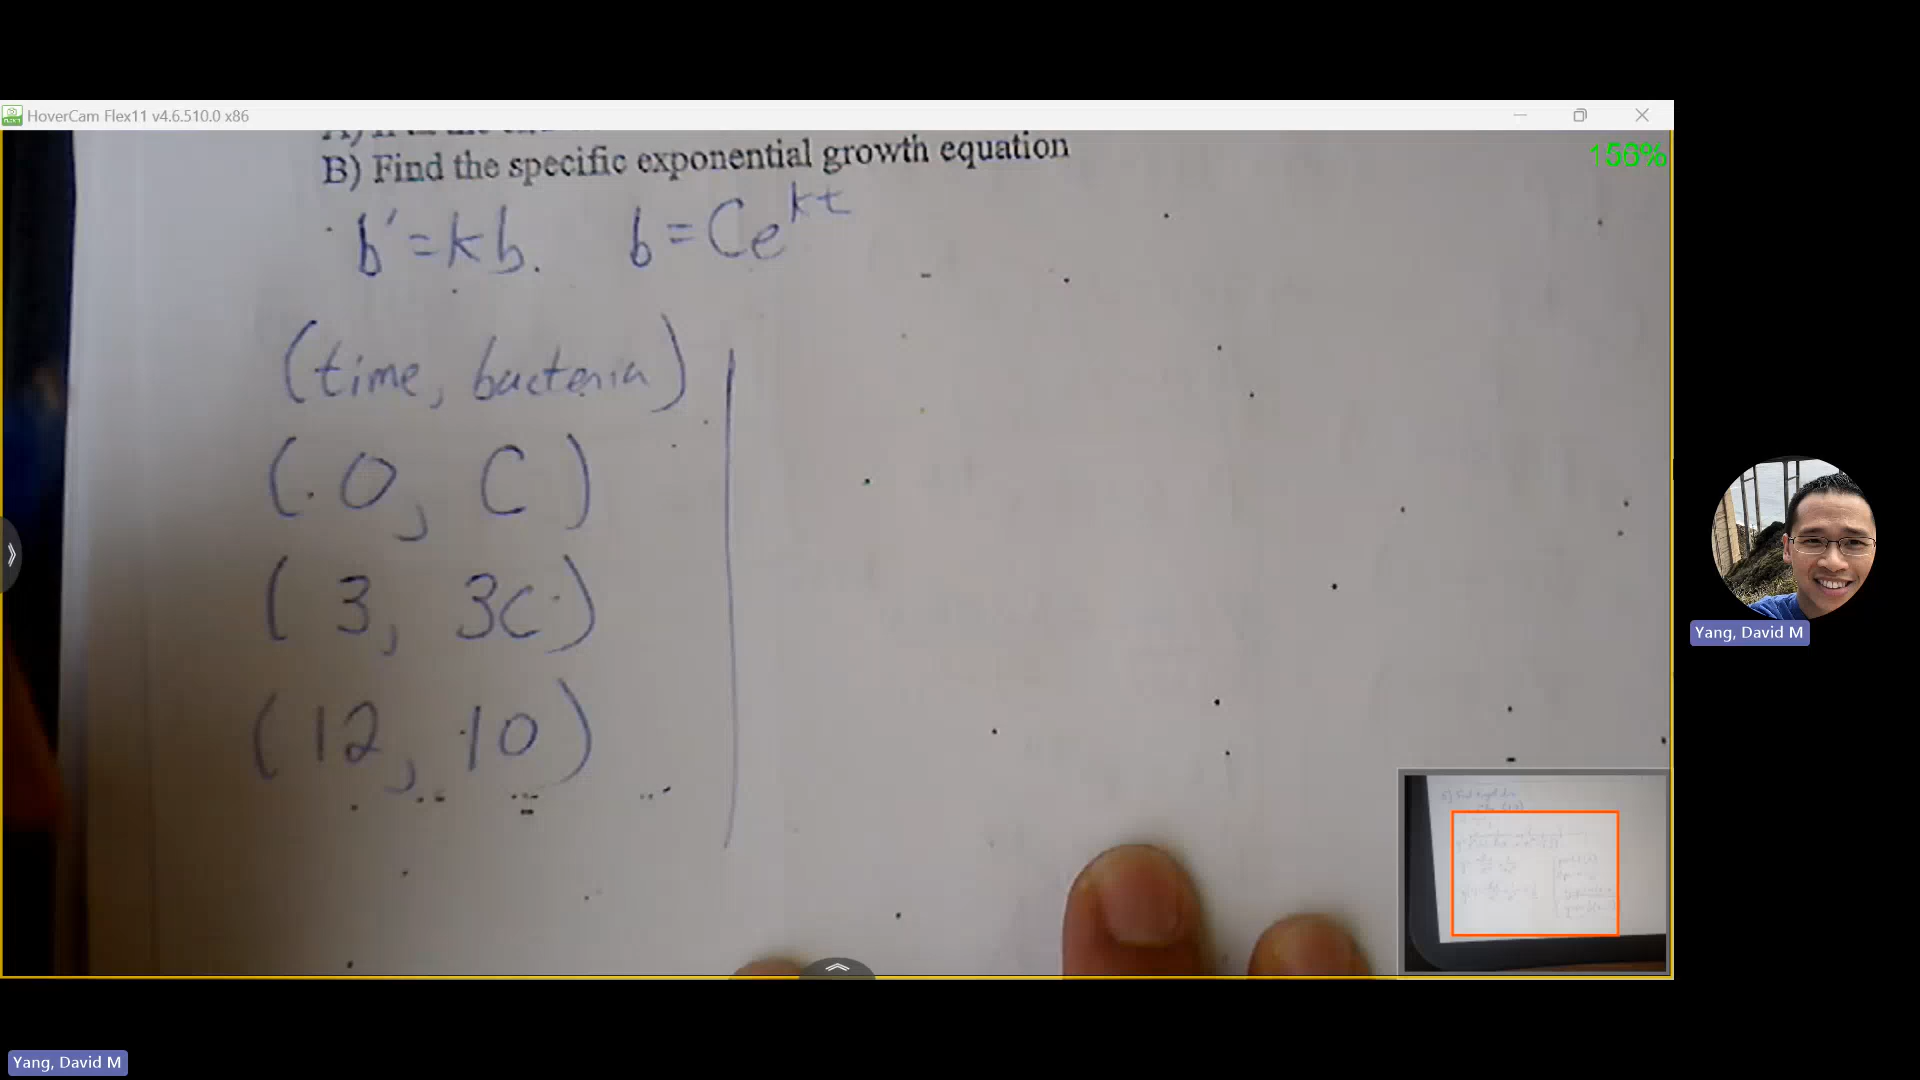 HoverCam Flex11 v4.6.510.0 x86
B) Find the specific exponential growth equation
150%
b' = kb. b = Ce^kt
(time, bacteria)
(0, C)
(3, 3C)
(12, 10)
Yang, David M
Yang, David M